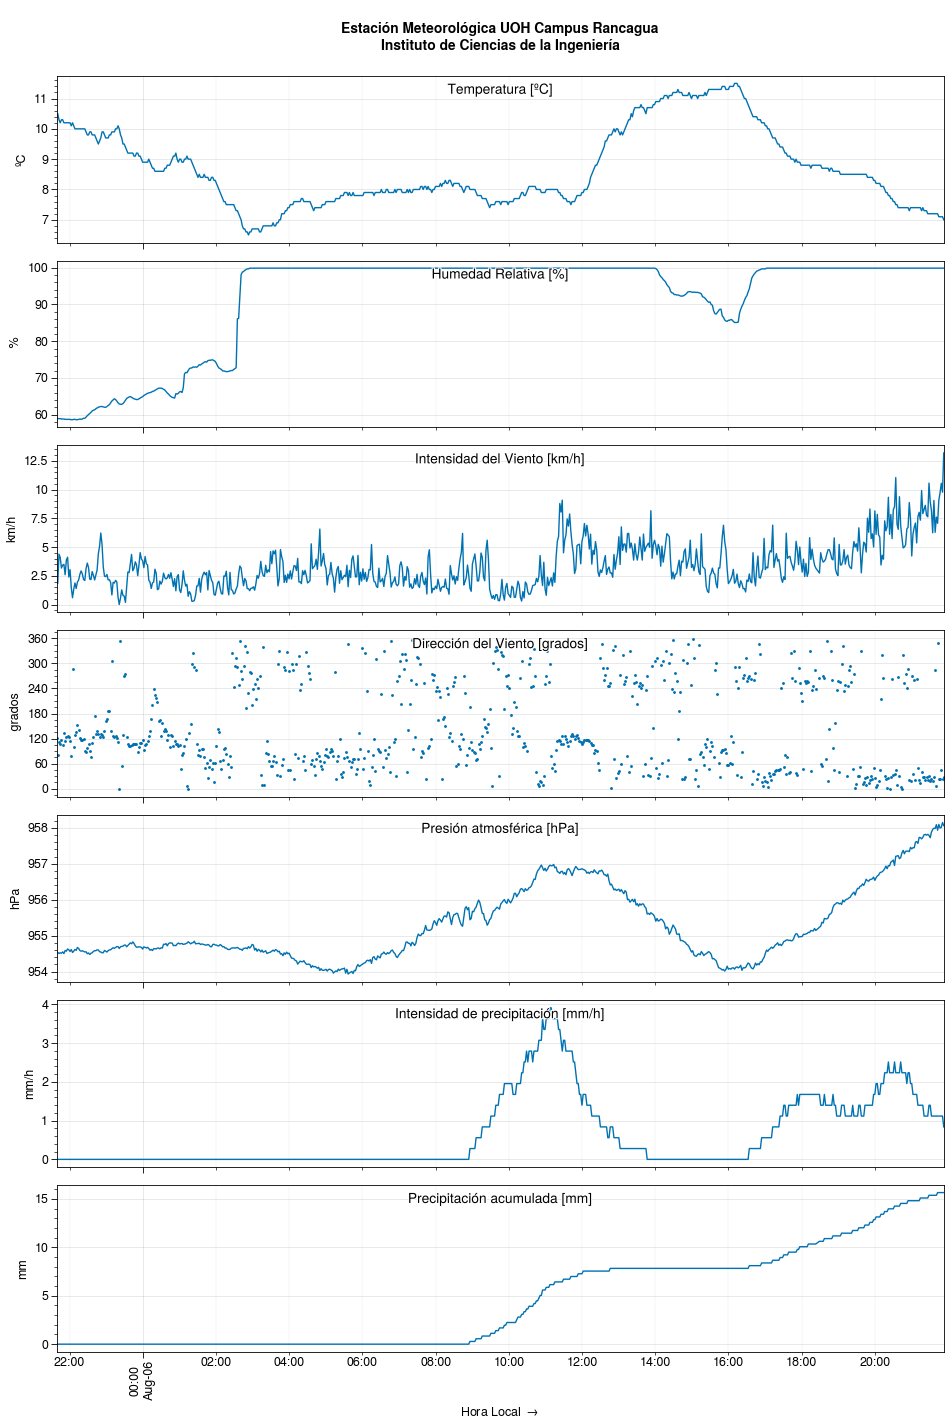 Estación Meteorológica UOH Campus Rancagua
Instituto de Ciencias de la Ingeniería
Temperatura [ºC]
ºC
11
10
9
8
7
Humedad Relativa [%]
%
100
90
80
70
60
Intensidad del Viento [km/h]
km/h
12.5
10
7.5
5
2.5
0
Dirección del Viento [grados]
grados
360
300
240
180
120
60
0
Presión atmosférica [hPa]
hPa
958
957
956
955
954
Intensidad de precipitación [mm/h]
mm/h
4
3
2
1
0
Precipitación acumulada [mm]
mm
15
10
5
0
22:00
00:00
Aug-06
02:00
04:00
06:00
08:00
10:00
12:00
14:00
16:00
18:00
20:00
Hora Local →